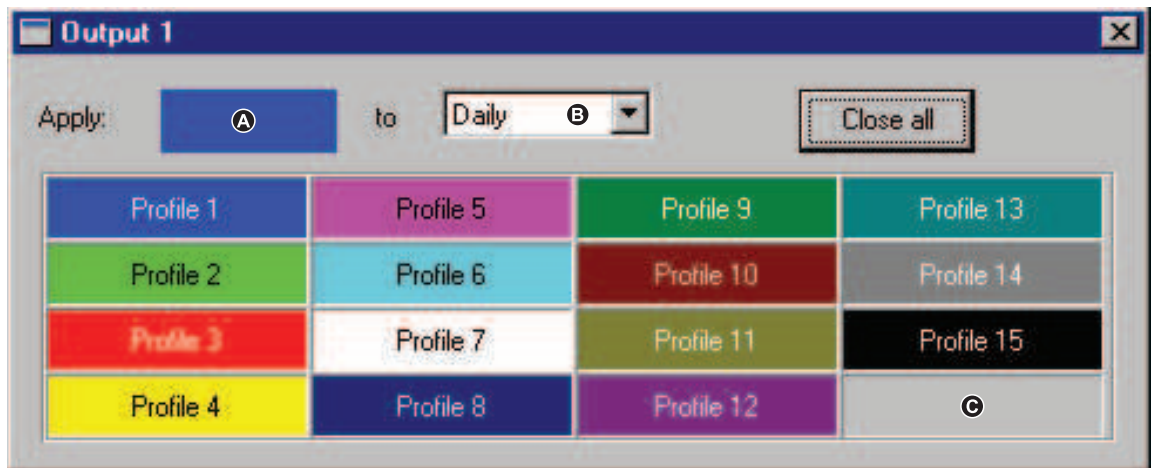 Output 1
Apply: A to Daily B Close all
Profile 1 Profile 5 Profile 9 Profile 13
Profile 2 Profile 6 Profile 10 Profile 14
Profile 3 Profile 7 Profile 11 Profile 15
Profile 4 Profile 8 Profile 12 C